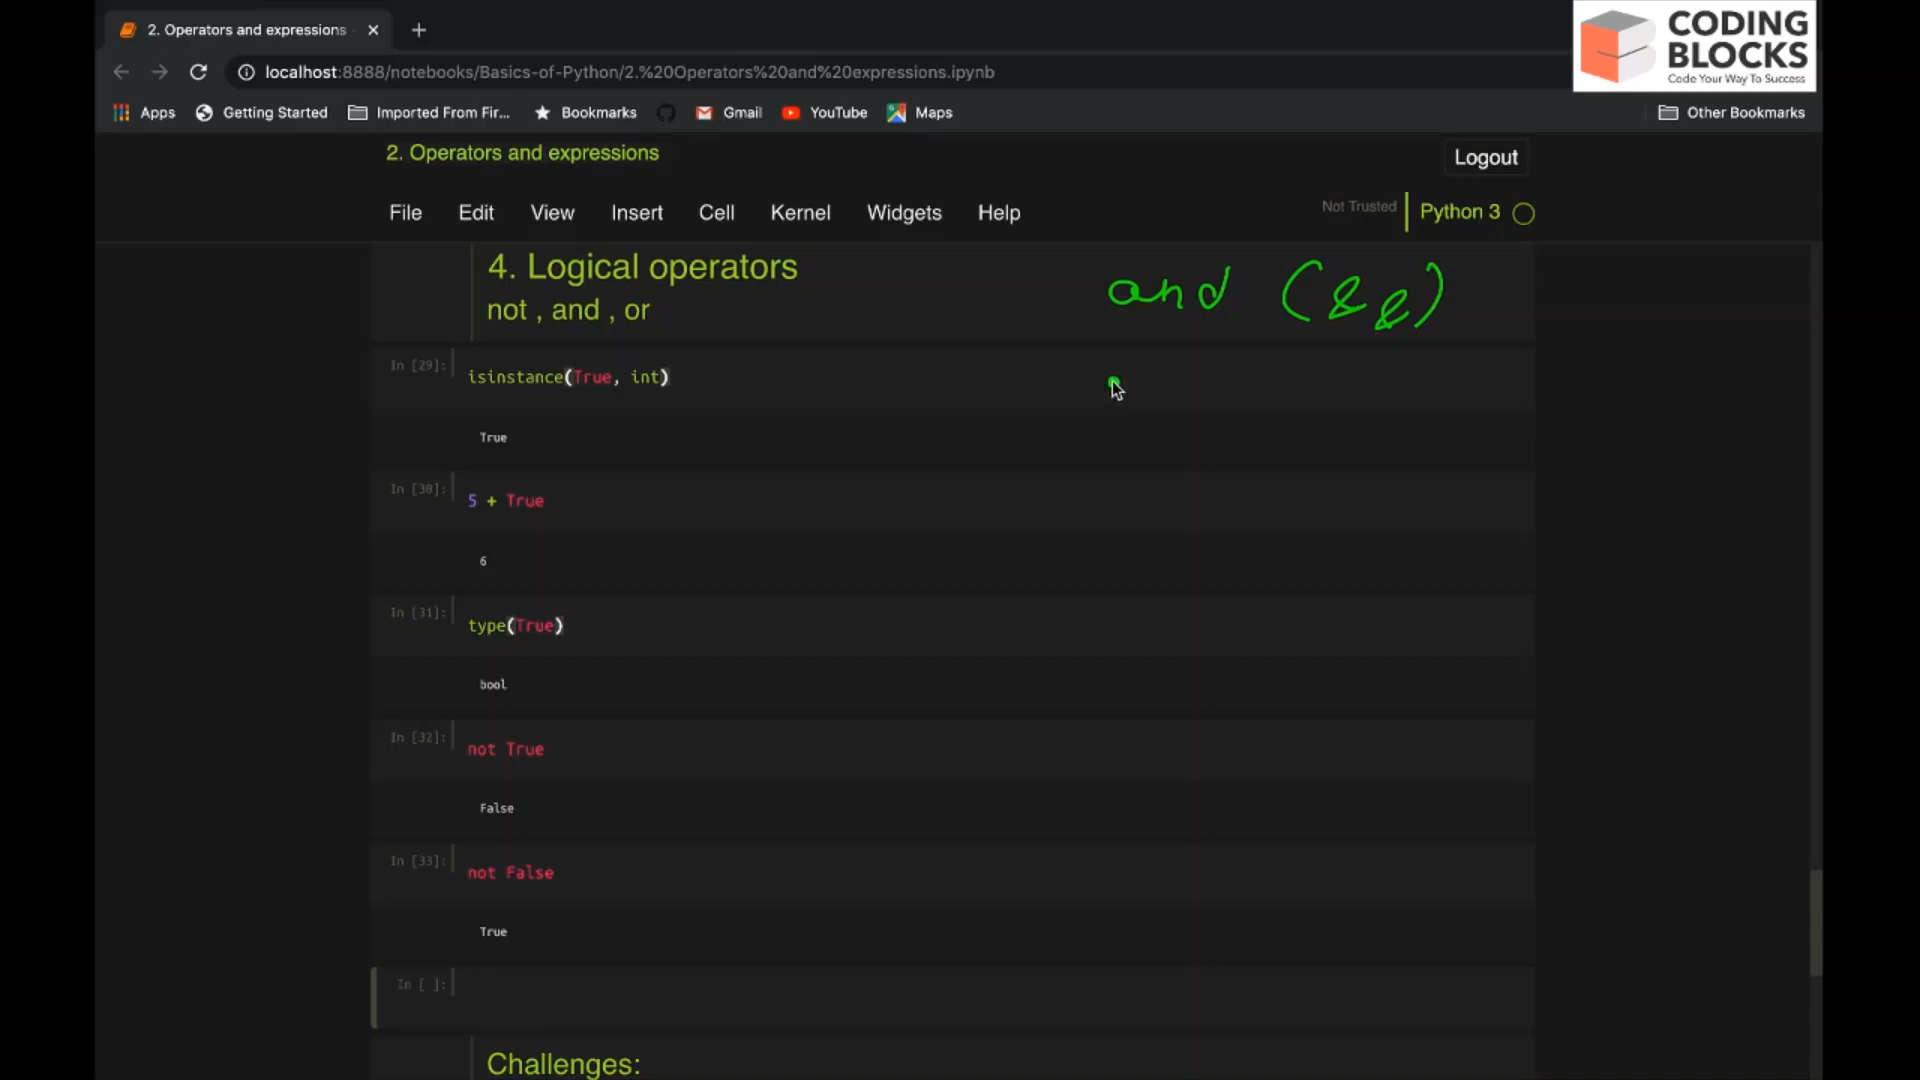 2. Operators and expressions
CODING
BLOCKS
Code Your Way To Success
localhost:8888/notebooks/Basics-of-Python/2.%20Operators%20and%20expressions.ipynb
Apps Getting Started Imported From Fir... Bookmarks Gmail YouTube Maps Other Bookmarks
2. Operators and expressions
Logout
File Edit View Insert Cell Kernel Widgets Help Not Trusted Python 3
4. Logical operators
not , and , or
and (&&)
In [29]: isinstance(True, int)
True
In [30]: 5 + True
6
In [31]: type(True)
bool
In [32]: not True
False
In [33]: not False
True
In [ ]:
Challenges: